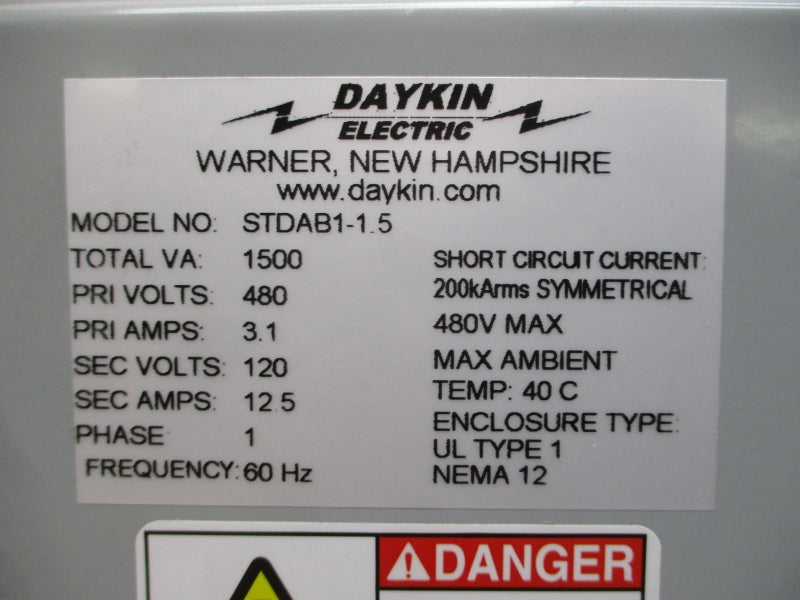 DAYKIN
ELECTRIC
WARNER, NEW HAMPSHIRE
www.daykin.com
MODEL NO: STDAB1-1.5
TOTAL VA: 1500
PRI VOLTS: 480
PRI AMPS: 3.1
SEC VOLTS: 120
SEC AMPS: 12.5
PHASE: 1
FREQUENCY: 60 Hz
SHORT CIRCUIT CURRENT:
200kArms SYMMETRICAL
480V MAX
MAX AMBIENT
TEMP: 40 C
ENCLOSURE TYPE:
UL TYPE 1
NEMA 12
DANGER